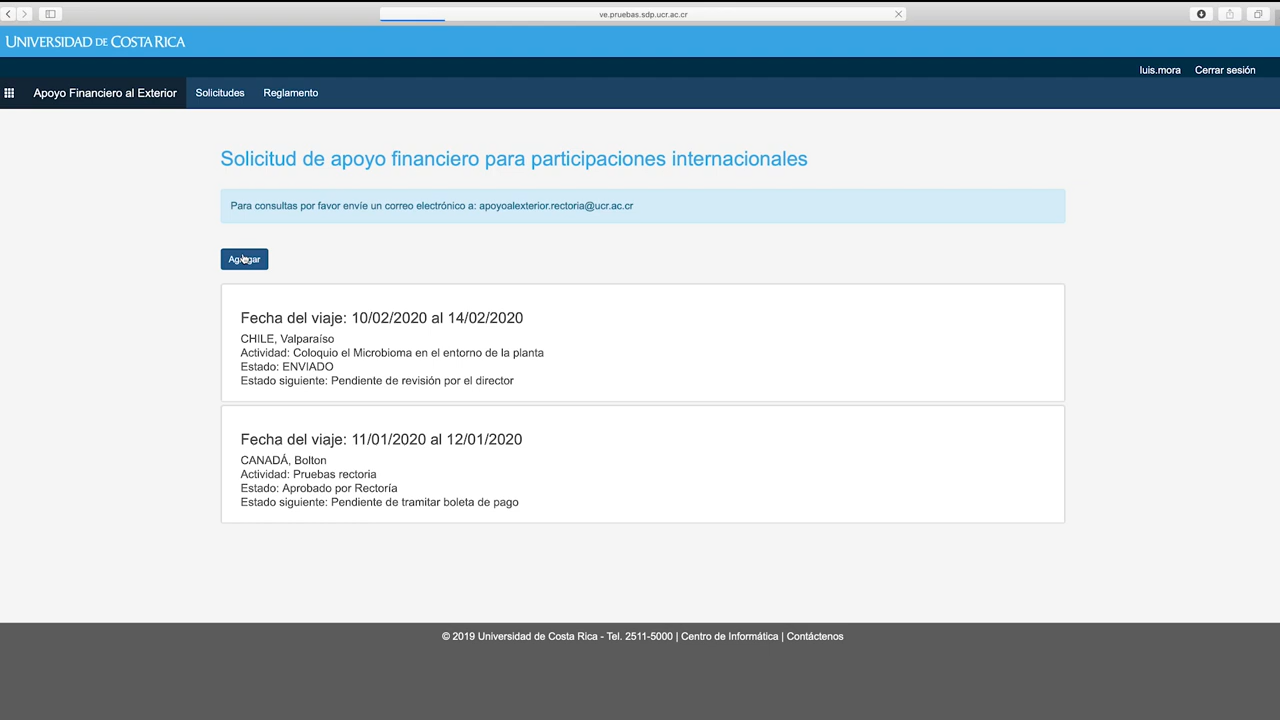 ve.pruebas.sdp.ucr.ac.cr
UNIVERSIDAD DE COSTA RICA
luis.mora Cerrar sesión
Apoyo Financiero al Exterior Solicitudes Reglamento
Solicitud de apoyo financiero para participaciones internacionales
Para consultas por favor envíe un correo electrónico a: apoyoalexterior.rectoria@ucr.ac.cr
Agregar
Fecha del viaje: 10/02/2020 al 14/02/2020
CHILE, Valparaíso
Actividad: Coloquio el Microbioma en el entorno de la planta
Estado: ENVIADO
Estado siguiente: Pendiente de revisión por el director
Fecha del viaje: 11/01/2020 al 12/01/2020
CANADÁ, Bolton
Actividad: Pruebas rectoria
Estado: Aprobado por Rectoría
Estado siguiente: Pendiente de tramitar boleta de pago
© 2019 Universidad de Costa Rica - Tel. 2511-5000 | Centro de Informática | Contáctenos